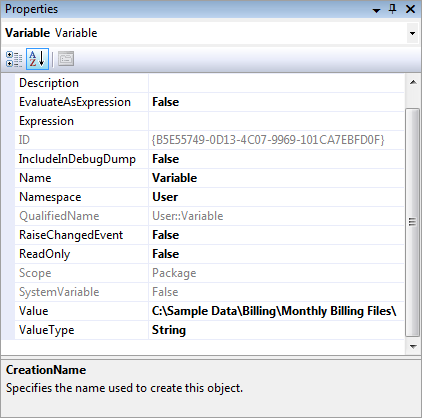 Properties
Variable Variable
Description
EvaluateAsExpression False
Expression
ID {B5E55749-0D13-4C07-9969-101CA7EBFD0F}
IncludeInDebugDump False
Name Variable
Namespace User
QualifiedName User::Variable
RaiseChangedEvent False
ReadOnly False
Scope Package
SystemVariable False
Value C:\Sample Data\Billing\Monthly Billing Files\
ValueType String
CreationName
Specifies the name used to create this object.